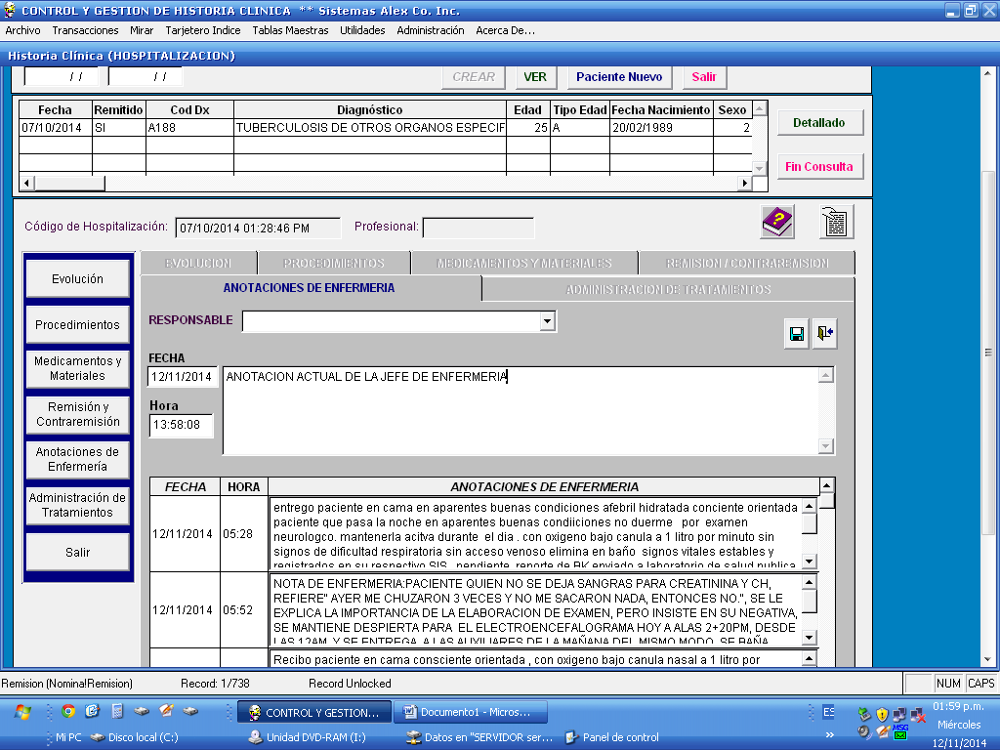 CONTROL Y GESTION DE HISTORIA CLINICA ** Sistemas Alex Co. Inc.
Archivo Transacciones Mirar Tarjetero Indice Tablas Maestras Utilidades Administración Acerca De...
Historia Clínica (HOSPITALIZACION)
/ / / / CREAR VER Paciente Nuevo Salir
Fecha Remitido Cod Dx Diagnóstico Edad Tipo Edad Fecha Nacimiento Sexo
07/10/2014 SI A188 TUBERCULOSIS DE OTROS ORGANOS ESPECIF 25 A 20/02/1989 2
Detallado
Fin Consulta
Código de Hospitalización: 07/10/2014 01:28:46 PM Profesional:
EVOLUCION PROCEDIMIENTOS MEDICAMENTOS Y MATERIALES REMISION / CONTRAREMISION
ANOTACIONES DE ENFERMERIA ADMINISTRACION DE TRATAMIENTOS
Evolución
Procedimientos
Medicamentos y
Materiales
Remisión y
Contraremisión
Anotaciones de
Enfermería
Administración de
Tratamientos
Salir
RESPONSABLE
FECHA
12/11/2014 ANOTACION ACTUAL DE LA JEFE DE ENFERMERIA
Hora
13:58:08
FECHA HORA ANOTACIONES DE ENFERMERIA
12/11/2014 05:28
entrego paciente en cama en aparentes buenas condiciones afebril hidratada conciente orientada
paciente que pasa la noche en aparentes buenas condiiciones no duerme por examen
neurologco. mantenerla acitva durante el dia . con oxigeno bajo canula a 1 litro por minuto sin
signos de dificultad respiratoria sin acceso venoso elimina en baño signos vitales estables y
registrados en su respectivo SIS . pendiente reporte de BK enviado a laboratorio de salud publica
12/11/2014 05:52
NOTA DE ENFERMERIA:PACIENTE QUIEN NO SE DEJA SANGRAS PARA CREATININA Y CH,
REFIERE" AYER ME CHUZARON 3 VECES Y NO ME SACARON NADA, ENTONCES NO.", SE LE
EXPLICA LA IMPORTANCIA DE LA ELABORACION DE EXAMEN, PERO INSISTE EN SU NEGATIVA,
SE MANTIENE DESPIERTA PARA EL ELECTROENCEFALOGRAMA HOY A ALAS 2+20PM, DESDE
LAS 12AM. Y SE ENTREGA A LAS AUXILIARES DE LA MAÑANA DEL MISMO MODO. SE BAÑA
Recibo paciente en cama consciente orientada , con oxigeno bajo canula nasal a 1 litro por
Remision (Nomina!Remision) Record: 1/738 Record Unlocked NUM CAPS
CONTROL Y GESTION... Documento1 - Micros... ES 01:59 p.m.
Miércoles
MSG
Mi PC Disco local (C:) Unidad DVD-RAM (I:) Datos en "SERVIDOR ser... Panel de control » 12/11/2014